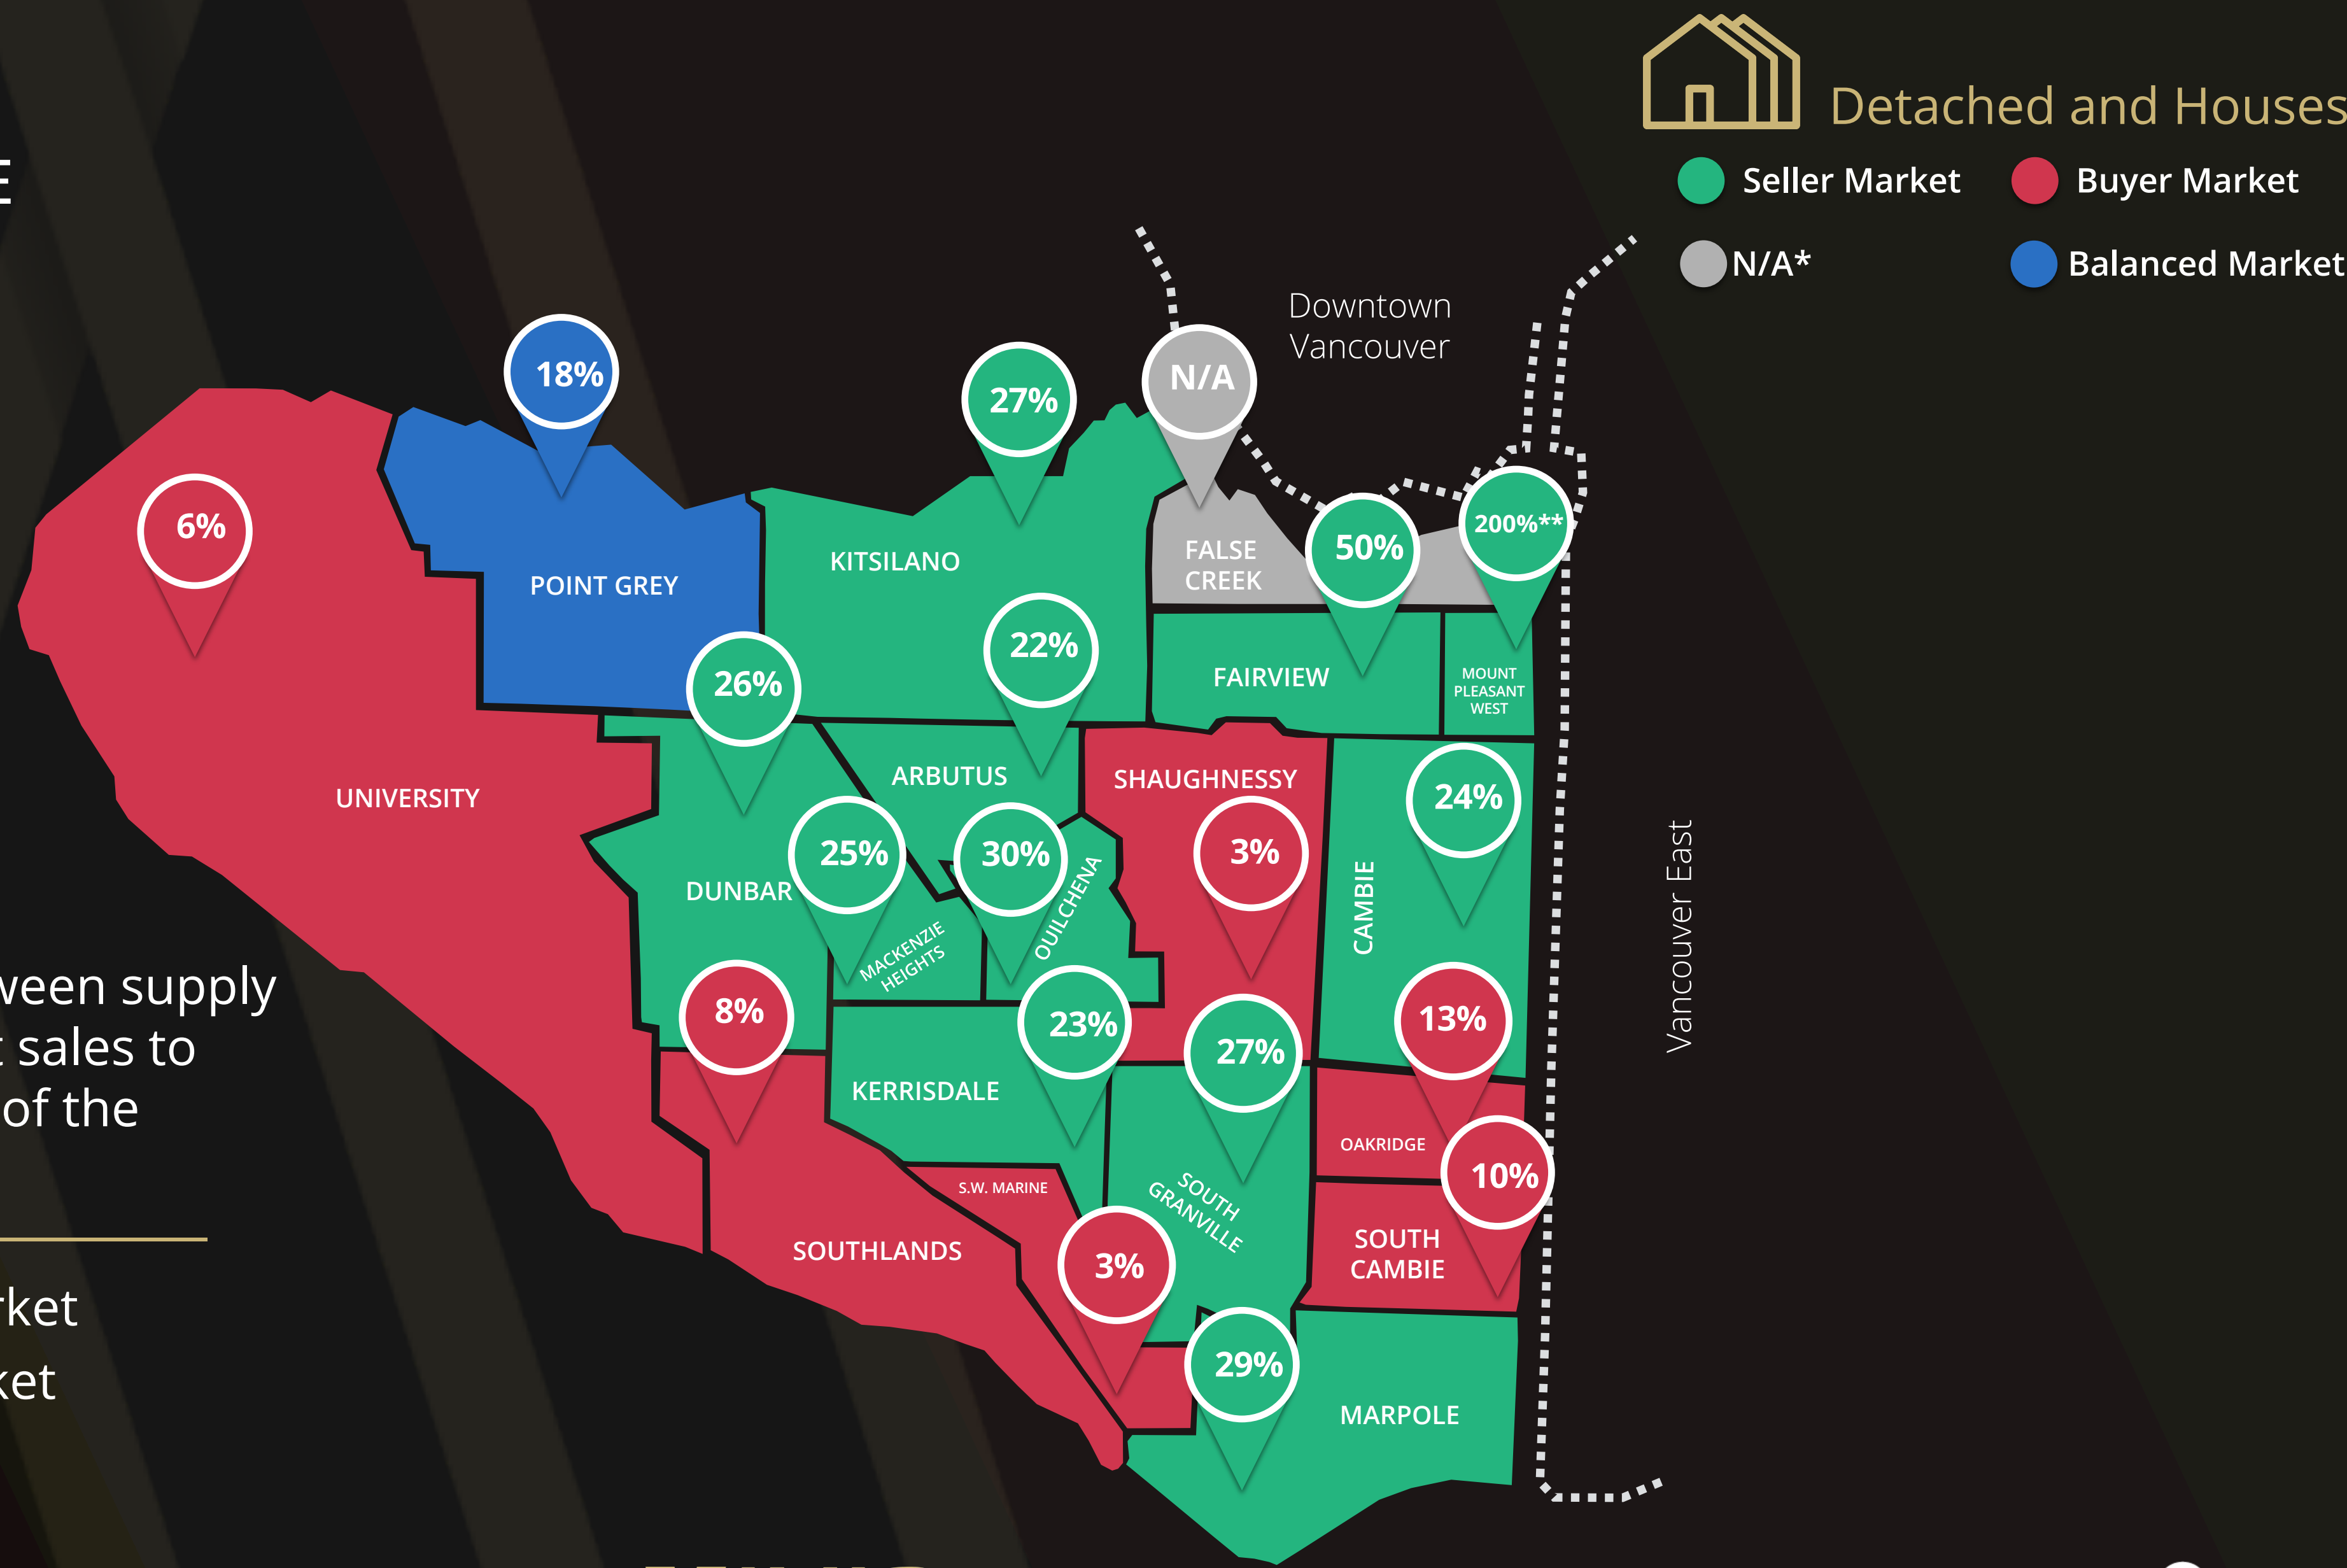 E
ween supply
t sales to
of the
rket
ket
Detached and Houses
Seller Market
Buyer Market
N/A*
Balanced Market
Downtown
Vancouver
Vancouver East
18%
27%
N/A
6%
50%
200%**
POINT GREY
KITSILANO
FALSE
CREEK
26%
22%
FAIRVIEW
MOUNT
PLEASANT
WEST
UNIVERSITY
ARBUTUS
SHAUGHNESSY
24%
DUNBAR
25%
30%
3%
MACKENZIE
HEIGHTS
QUILCHENA
CAMBIE
8%
23%
27%
13%
KERRISDALE
OAKRIDGE
10%
S.W. MARINE
SOUTH
GRANVILLE
SOUTHLANDS
3%
SOUTH
CAMBIE
29%
MARPOLE